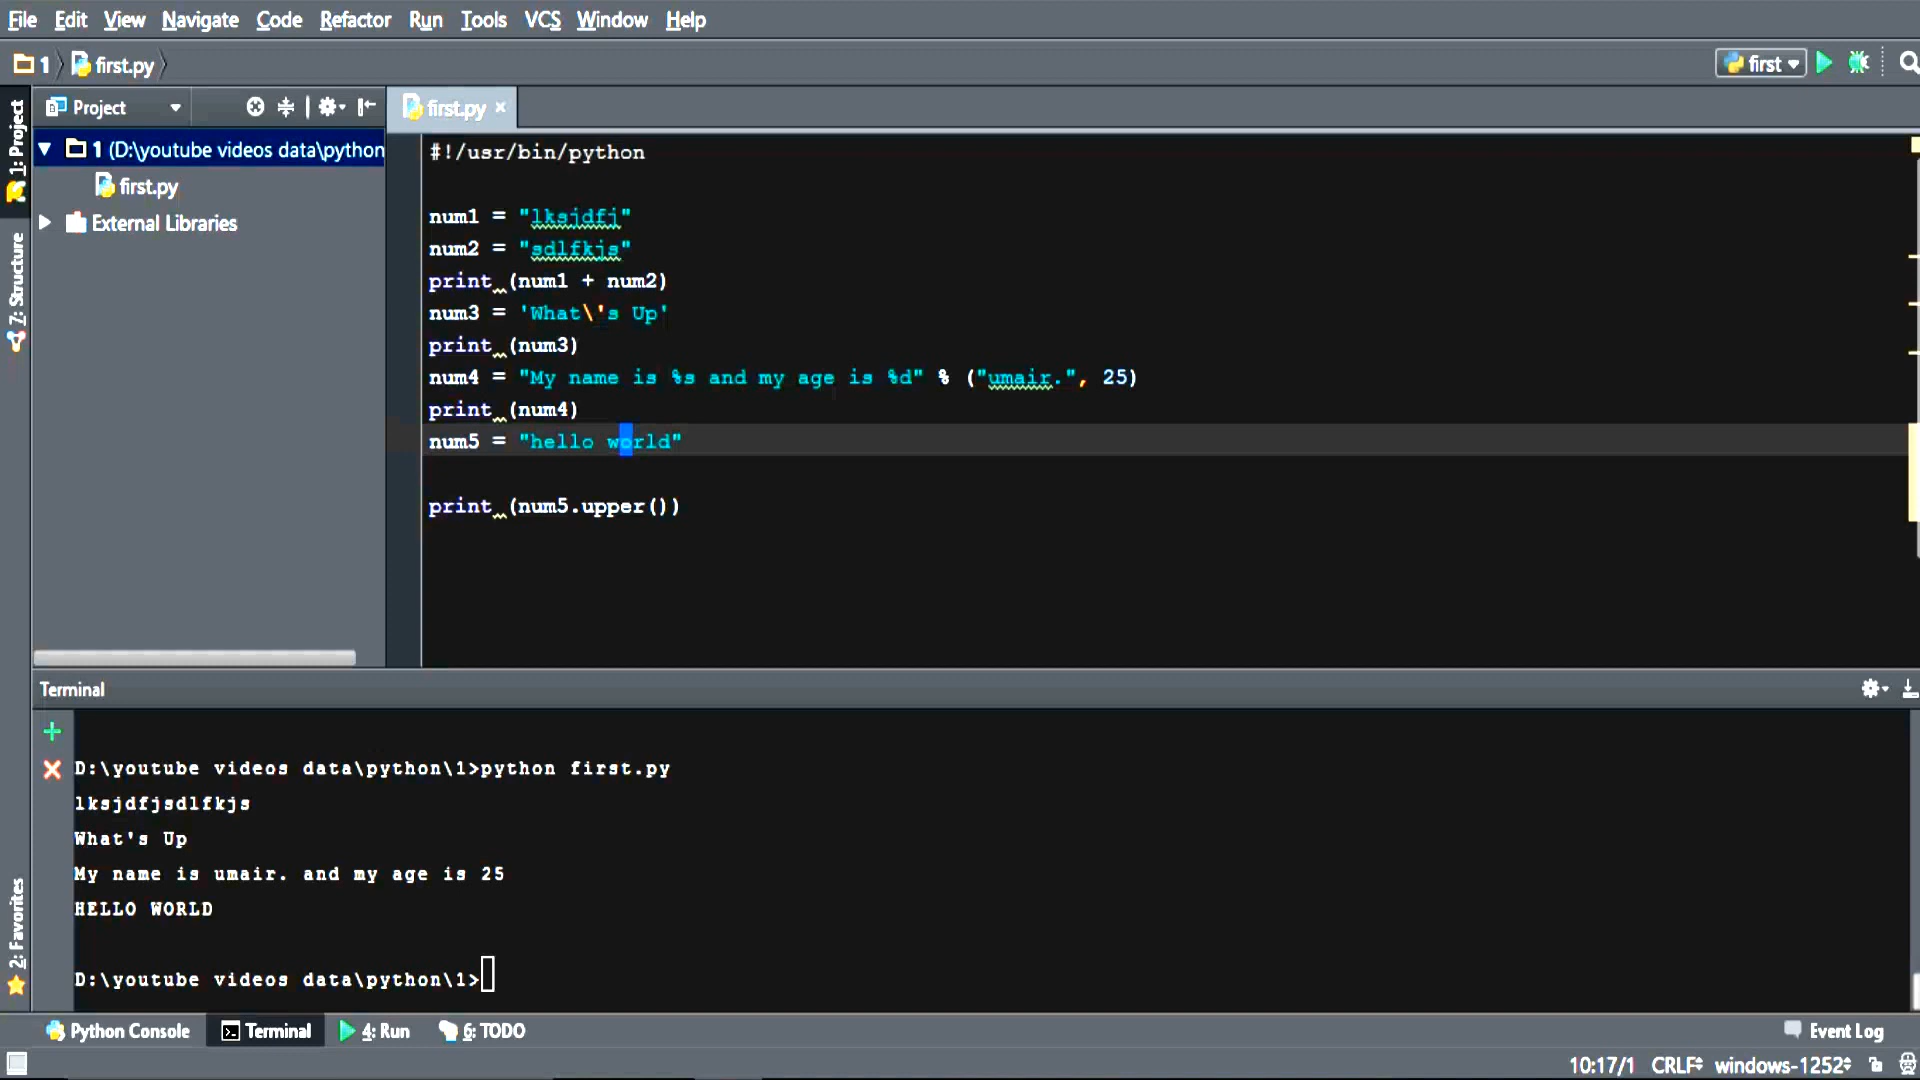 File Edit View Navigate Code Refactor Run Tools VCS Window Help
1 first.py first
1: Project
Project
first.py
1 (D:\youtube videos data\python
first.py
External Libraries
7: Structure
#!/usr/bin/python
num1 = "lksjdfj"
num2 = "sdlfkjs"
print (num1 + num2)
num3 = 'What\'s Up'
print (num3)
num4 = "My name is %s and my age is %d" % ("umair.", 25)
print (num4)
num5 = "hello world"
print (num5.upper())
Terminal
D:\youtube videos data\python\1>python first.py
lksjdfjsdlfkjs
What's Up
My name is umair. and my age is 25
HELLO WORLD
D:\youtube videos data\python\1>
2: Favorites
Python Console Terminal 4: Run 6: TODO Event Log
10:17/1 CRLF windows-1252